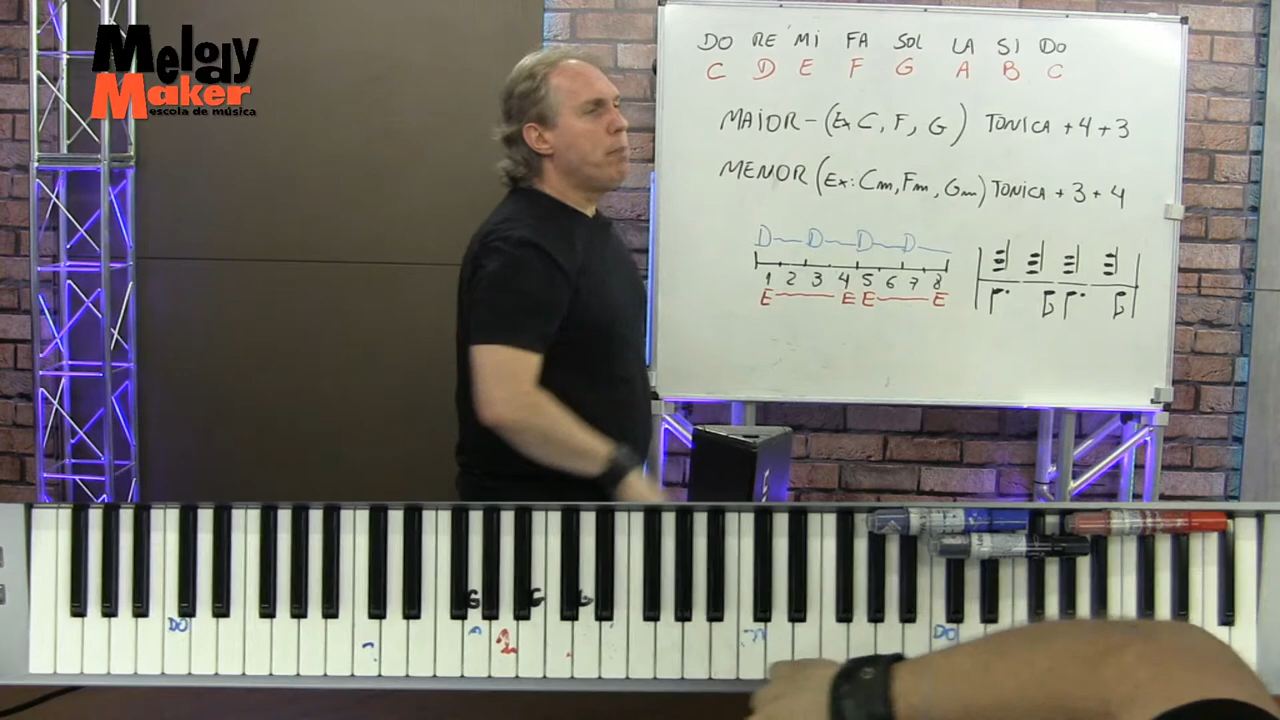 Melody
Maker
escola de música
DO RE MI FA SOL LA SI DO
C D E F G A B C
MAIOR - (Ex C, F, G) TONICA + 4 + 3
MENOR (Ex: Cm, Fm, Gm) TONICA + 3 + 4
D D D D
1 2 3 4 5 6 7 8
E E E E
G G G
DO DO